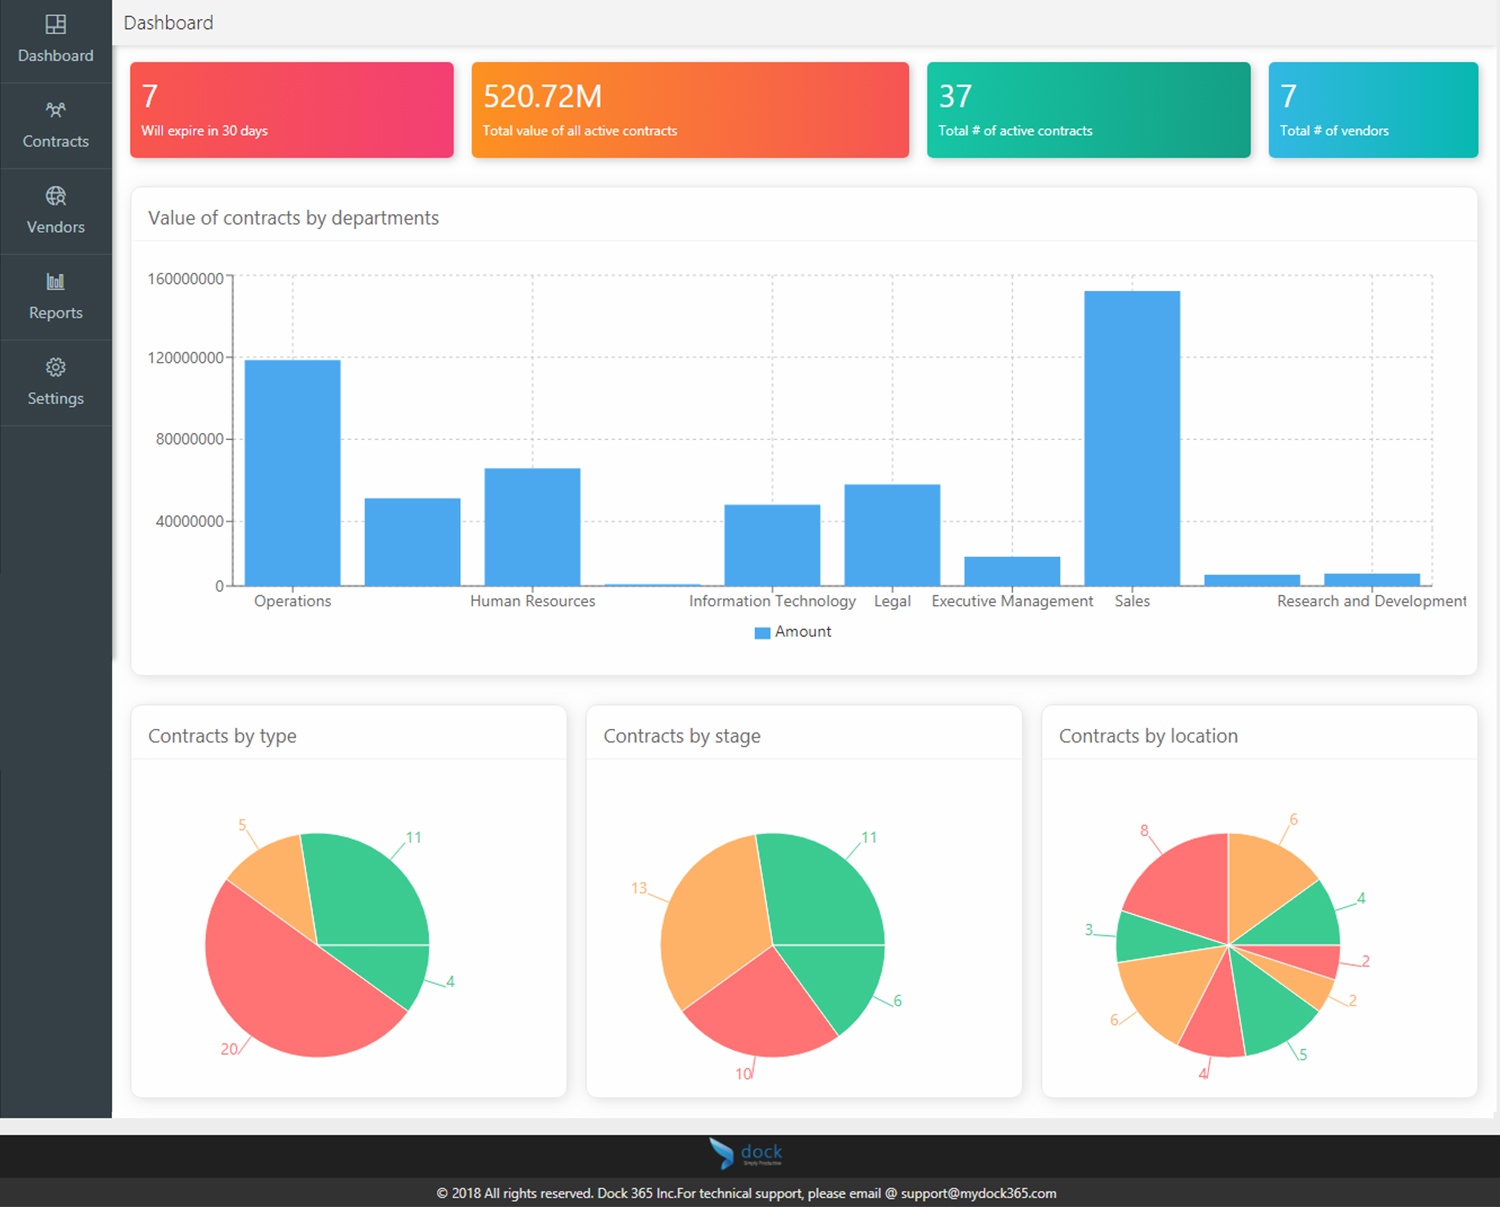 Dashboard
Contracts
Vendors
Reports
Settings
Dashboard
7
Will expire in 30 days
520.72M
Total value of all active contracts
37
Total # of active contracts
7
Total # of vendors
Value of contracts by departments
160000000
120000000
80000000
40000000
0
Operations Human Resources Information Technology Legal Executive Management Sales Research and Development
Amount
Contracts by type
5
11
4
20
Contracts by stage
11
13
6
10
Contracts by location
8
6
4
3
2
2
6
5
4
dock
Simply Productive
© 2018 All rights reserved. Dock 365 Inc.For technical support, please email @ support@mydock365.com